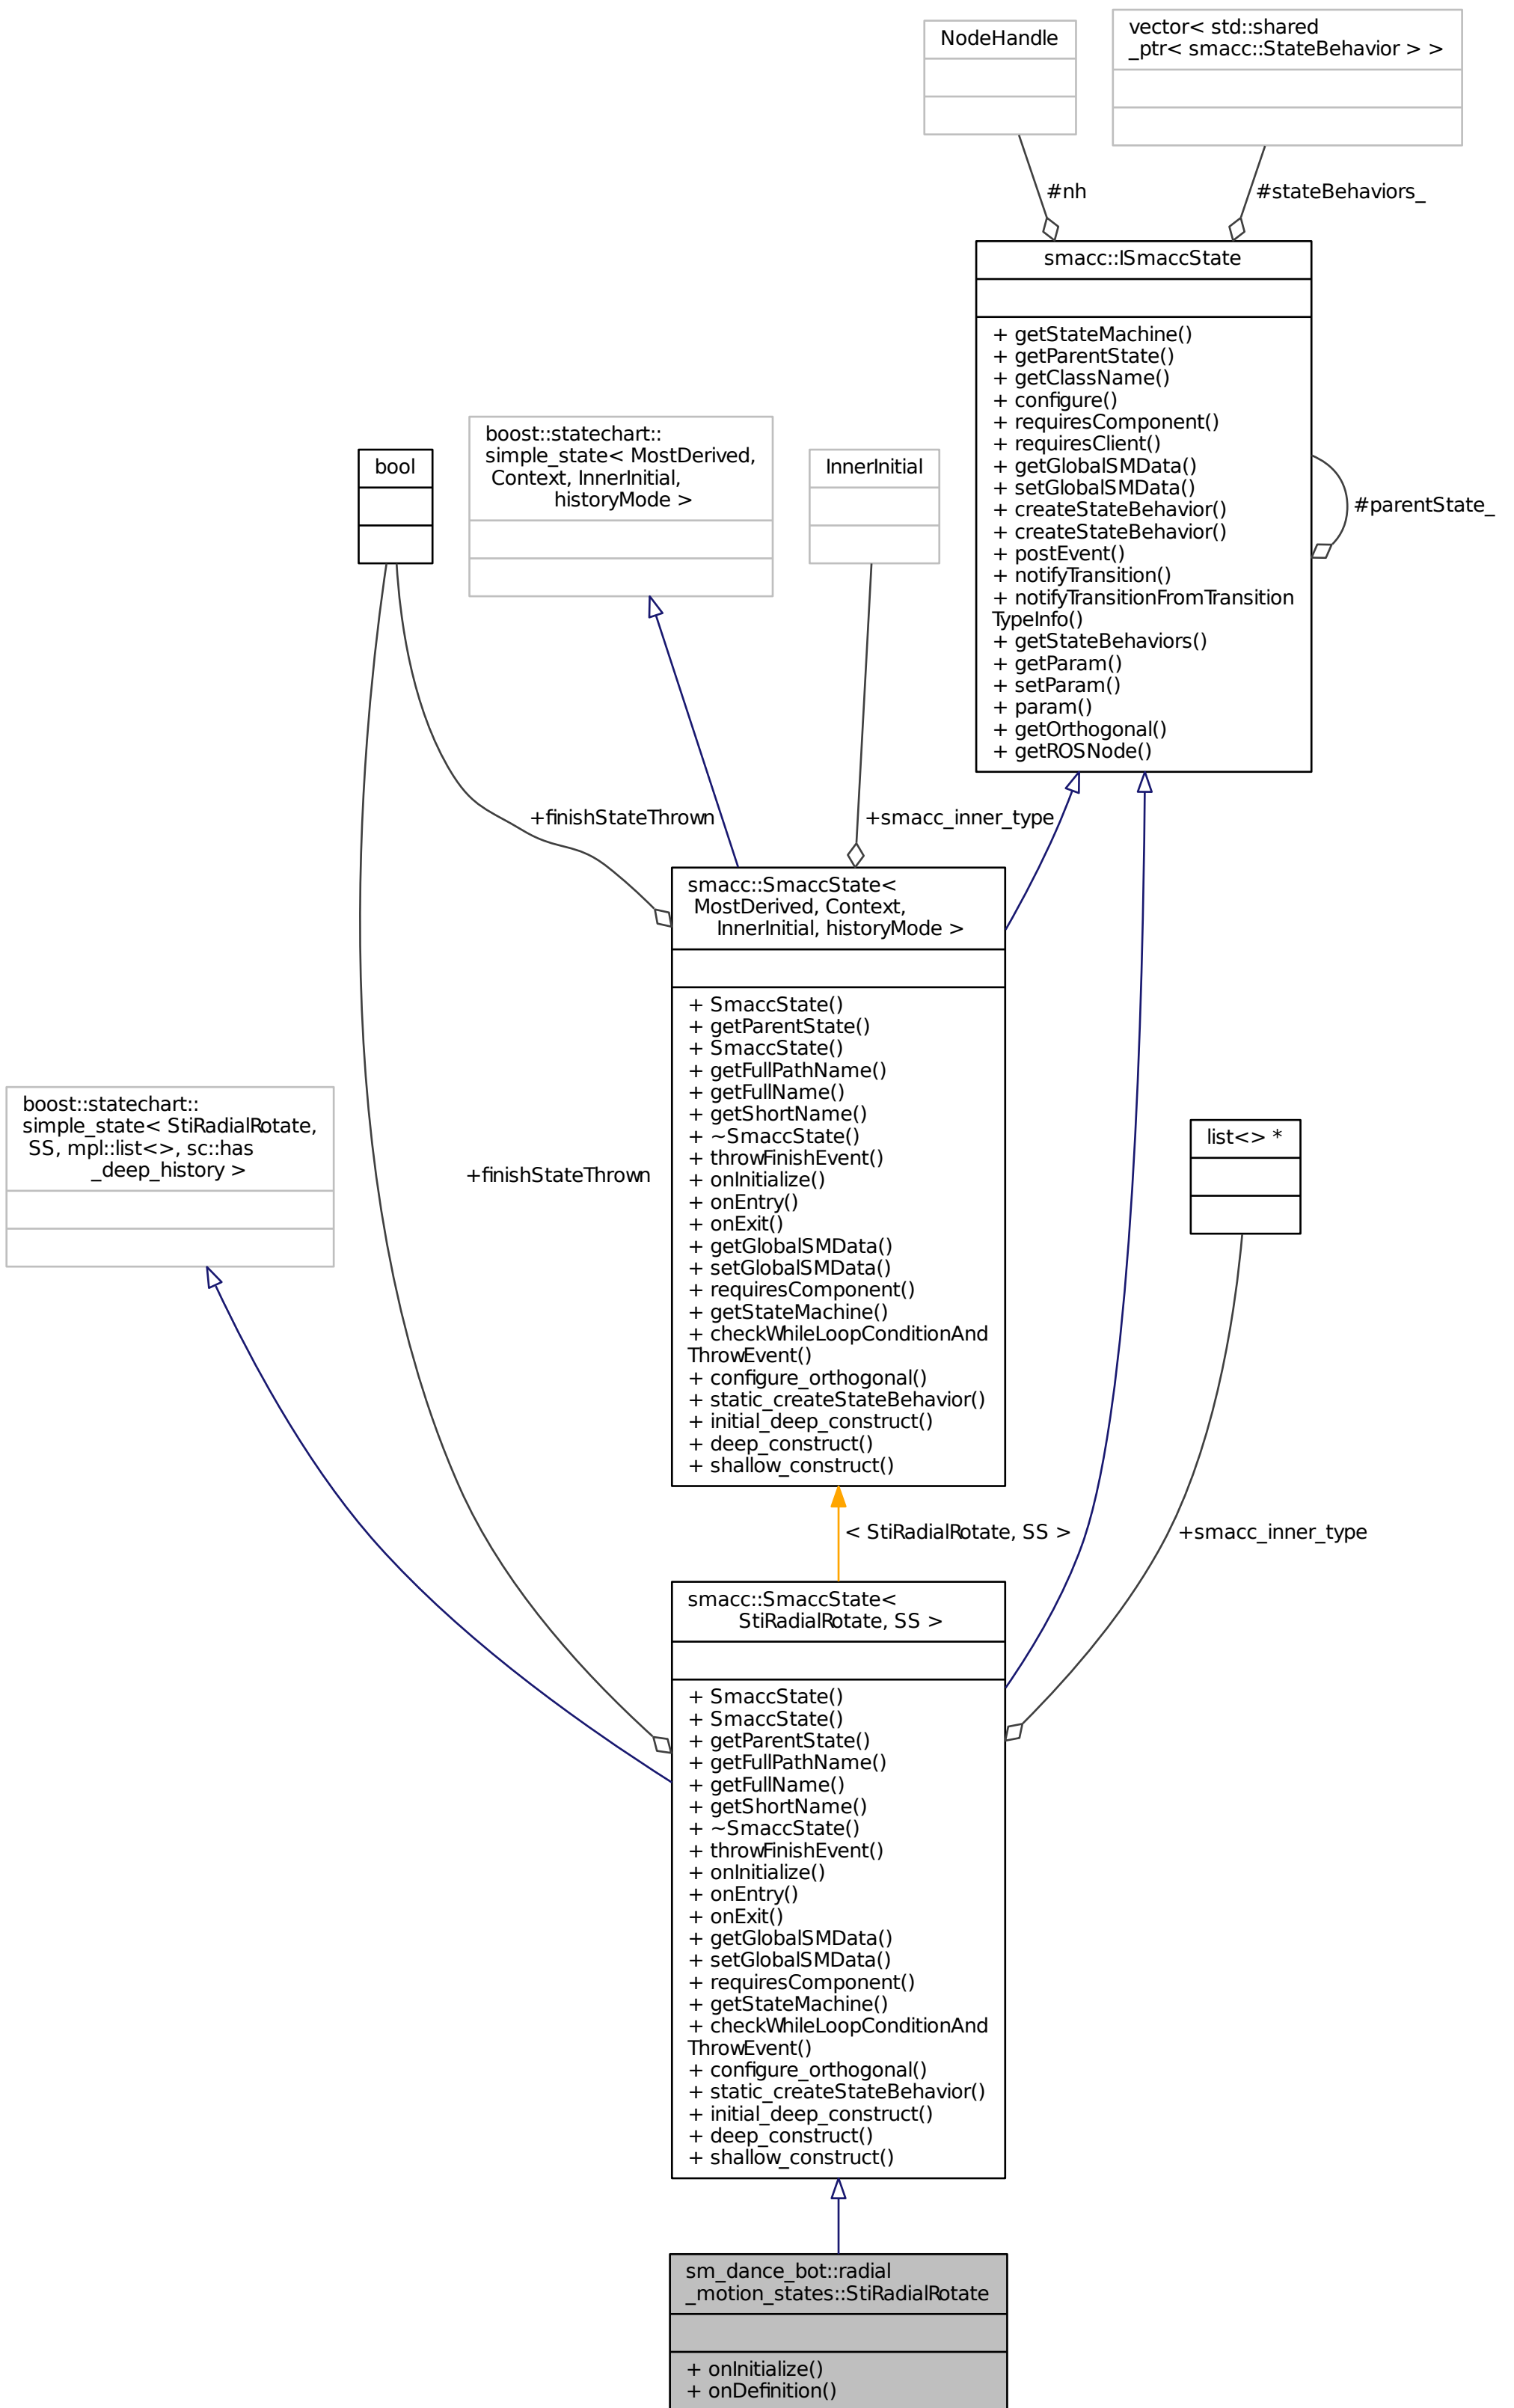 NodeHandle
vector< std::shared
_ptr< smacc::StateBehavior > >
#nh
#stateBehaviors_
smacc::ISmaccState
+ getStateMachine()
+ getParentState()
+ getClassName()
+ configure()
+ requiresComponent()
+ requiresClient()
+ getGlobalSMData()
+ setGlobalSMData()
+ createStateBehavior()
+ createStateBehavior()
+ postEvent()
+ notifyTransition()
+ notifyTransitionFromTransition
TypeInfo()
+ getStateBehaviors()
+ getParam()
+ setParam()
+ param()
+ getOrthogonal()
+ getROSNode()
#parentState_
bool
boost::statechart::
simple_state< MostDerived,
Context, InnerInitial,
historyMode >
InnerInitial
+finishStateThrown
+smacc_inner_type
smacc::SmaccState<
MostDerived, Context,
InnerInitial, historyMode >
+ SmaccState()
+ getParentState()
+ SmaccState()
+ getFullPathName()
+ getFullName()
+ getShortName()
+ ~SmaccState()
+ throwFinishEvent()
+ onInitialize()
+ onEntry()
+ onExit()
+ getGlobalSMData()
+ setGlobalSMData()
+ requiresComponent()
+ getStateMachine()
+ checkWhileLoopConditionAnd
ThrowEvent()
+ configure_orthogonal()
+ static_createStateBehavior()
+ initial_deep_construct()
+ deep_construct()
+ shallow_construct()
boost::statechart::
simple_state< StiRadialRotate,
SS, mpl::list<>, sc::has
_deep_history >
+finishStateThrown
list<> *
< StiRadialRotate, SS >
+smacc_inner_type
smacc::SmaccState<
StiRadialRotate, SS >
+ SmaccState()
+ SmaccState()
+ getParentState()
+ getFullPathName()
+ getFullName()
+ getShortName()
+ ~SmaccState()
+ throwFinishEvent()
+ onInitialize()
+ onEntry()
+ onExit()
+ getGlobalSMData()
+ setGlobalSMData()
+ requiresComponent()
+ getStateMachine()
+ checkWhileLoopConditionAnd
ThrowEvent()
+ configure_orthogonal()
+ static_createStateBehavior()
+ initial_deep_construct()
+ deep_construct()
+ shallow_construct()
sm_dance_bot::radial
_motion_states::StiRadialRotate
+ onInitialize()
+ onDefinition()